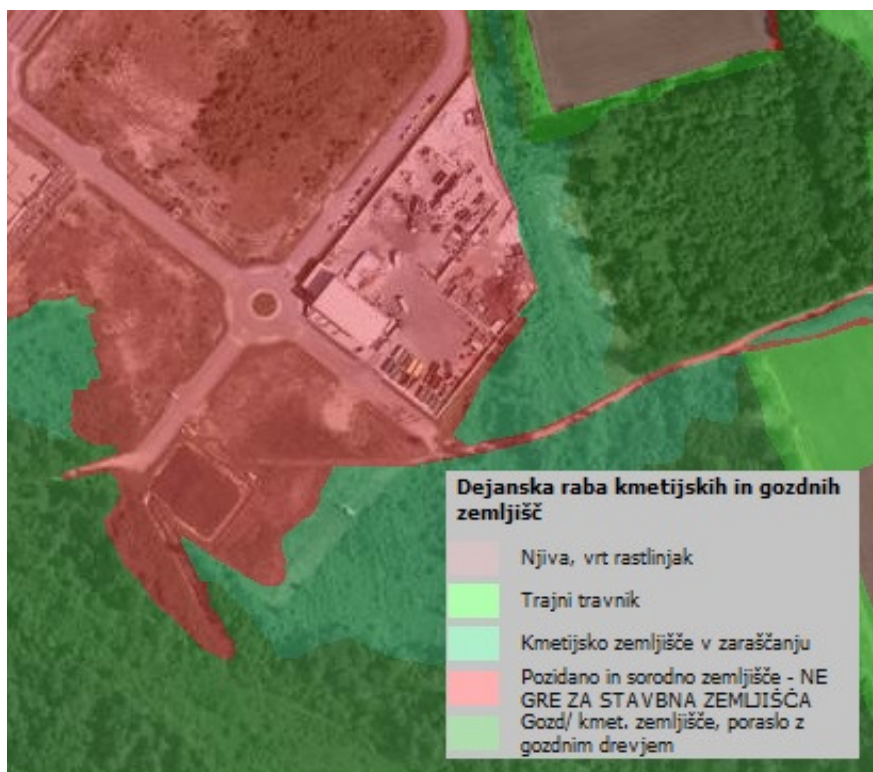 Dejanska raba kmetijskih in gozdnih
zemljišč
Njiva, vrt rastlinjak
Trajni travnik
Kmetijsko zemljišče v zaraščanju
Pozidano in sorodno zemljišče - NE
GRE ZA STAVBNA ZEMLJIŠČA
Gozd/ kmet. zemljišče, poraslo z
gozdnim drevjem